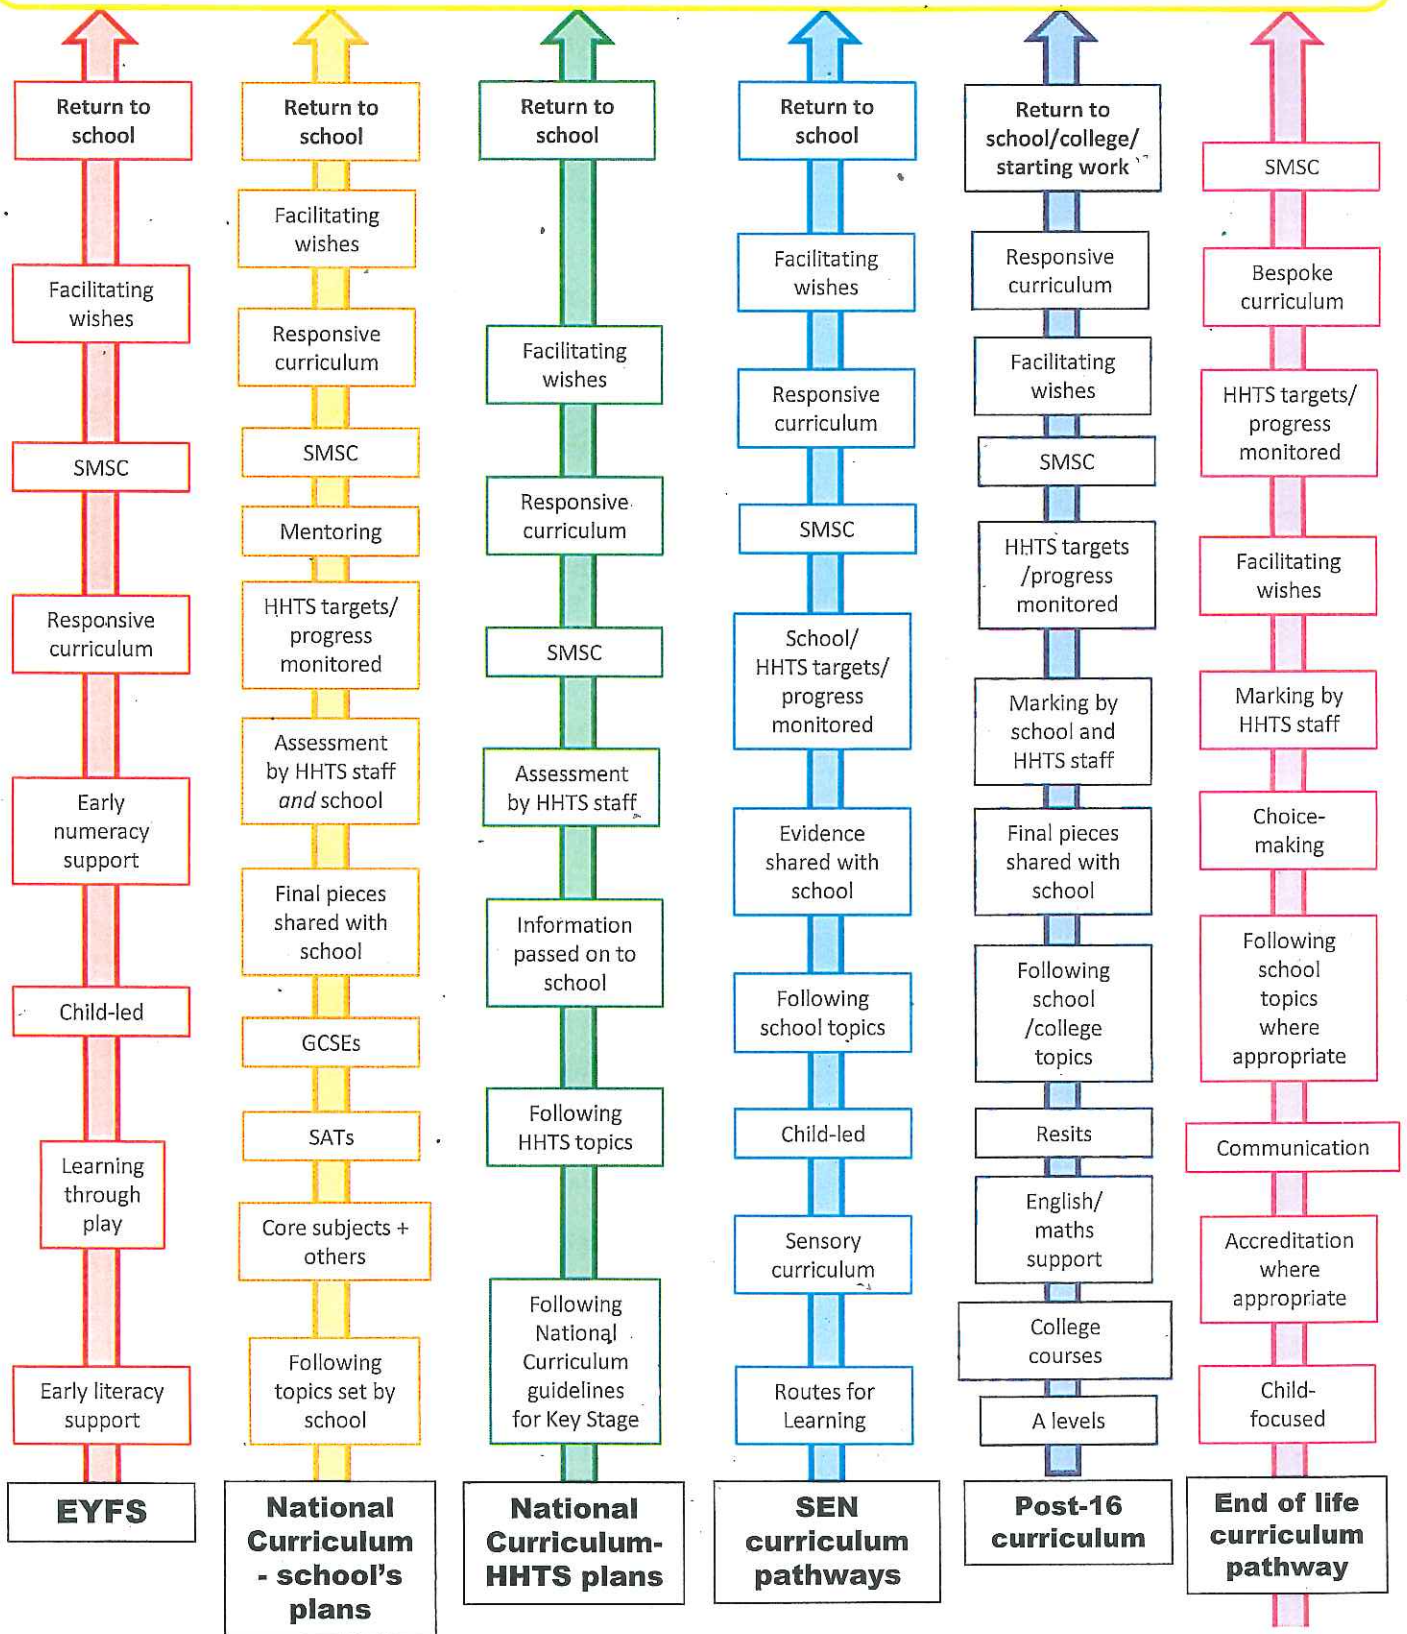 Return to
school
Facilitating
wishes
SMSC
Responsive
curriculum
Early
numeracy
support
Child-led
Learning
through
play
Early literacy
support
EYFS
Return to
school
Facilitating
wishes
Responsive
curriculum
SMSC
Mentoring
HHTS targets/
progress
monitored
Assessment
by HHTS staff
and school
Final pieces
shared with
school
GCSEs
SATs
Core subjects +
others
Following
topics set by
school
National
Curriculum
- school's
plans
Return to
school
Facilitating
wishes
Responsive
curriculum
SMSC
Assessment
by HHTS staff
Information
passed on to
school
Following
HHTS topics
Following
National
Curriculum
guidelines
for Key Stage
National
Curriculum-
HHTS plans
Return to
school
Facilitating
wishes
Responsive
curriculum
SMSC
School/
HHTS targets/
progress
monitored
Evidence
shared with
school
Following
school topics
Child-led
Sensory
curriculum
Routes for
Learning
SEN
curriculum
pathways
Return to
school/college/
starting work
Responsive
curriculum
Facilitating
wishes
SMSC
HHTS targets
/progress
monitored
Marking by
school and
HHTS staff
Final pieces
shared with
school
Following
school
/college
topics
Resits
English/
maths
support
College
courses
A levels
Post-16
curriculum
SMSC
Bespoke
curriculum
HHTS targets/
progress
monitored
Facilitating
wishes
Marking by
HHTS staff
Choice-
making
Following
school
topics
where
appropriate
Communication
Accreditation
where
appropriate
Child-
focused
End of life
curriculum
pathway